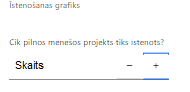 Īstenošanas grafiks
Cik pilnos mēnešos projekts tiks īstenots?
Skaits − +